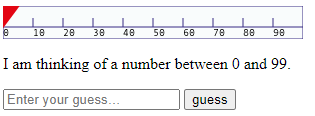 0 10 20 30 40 50 60 70 80 90
I am thinking of a number between 0 and 99.
Enter your guess... guess